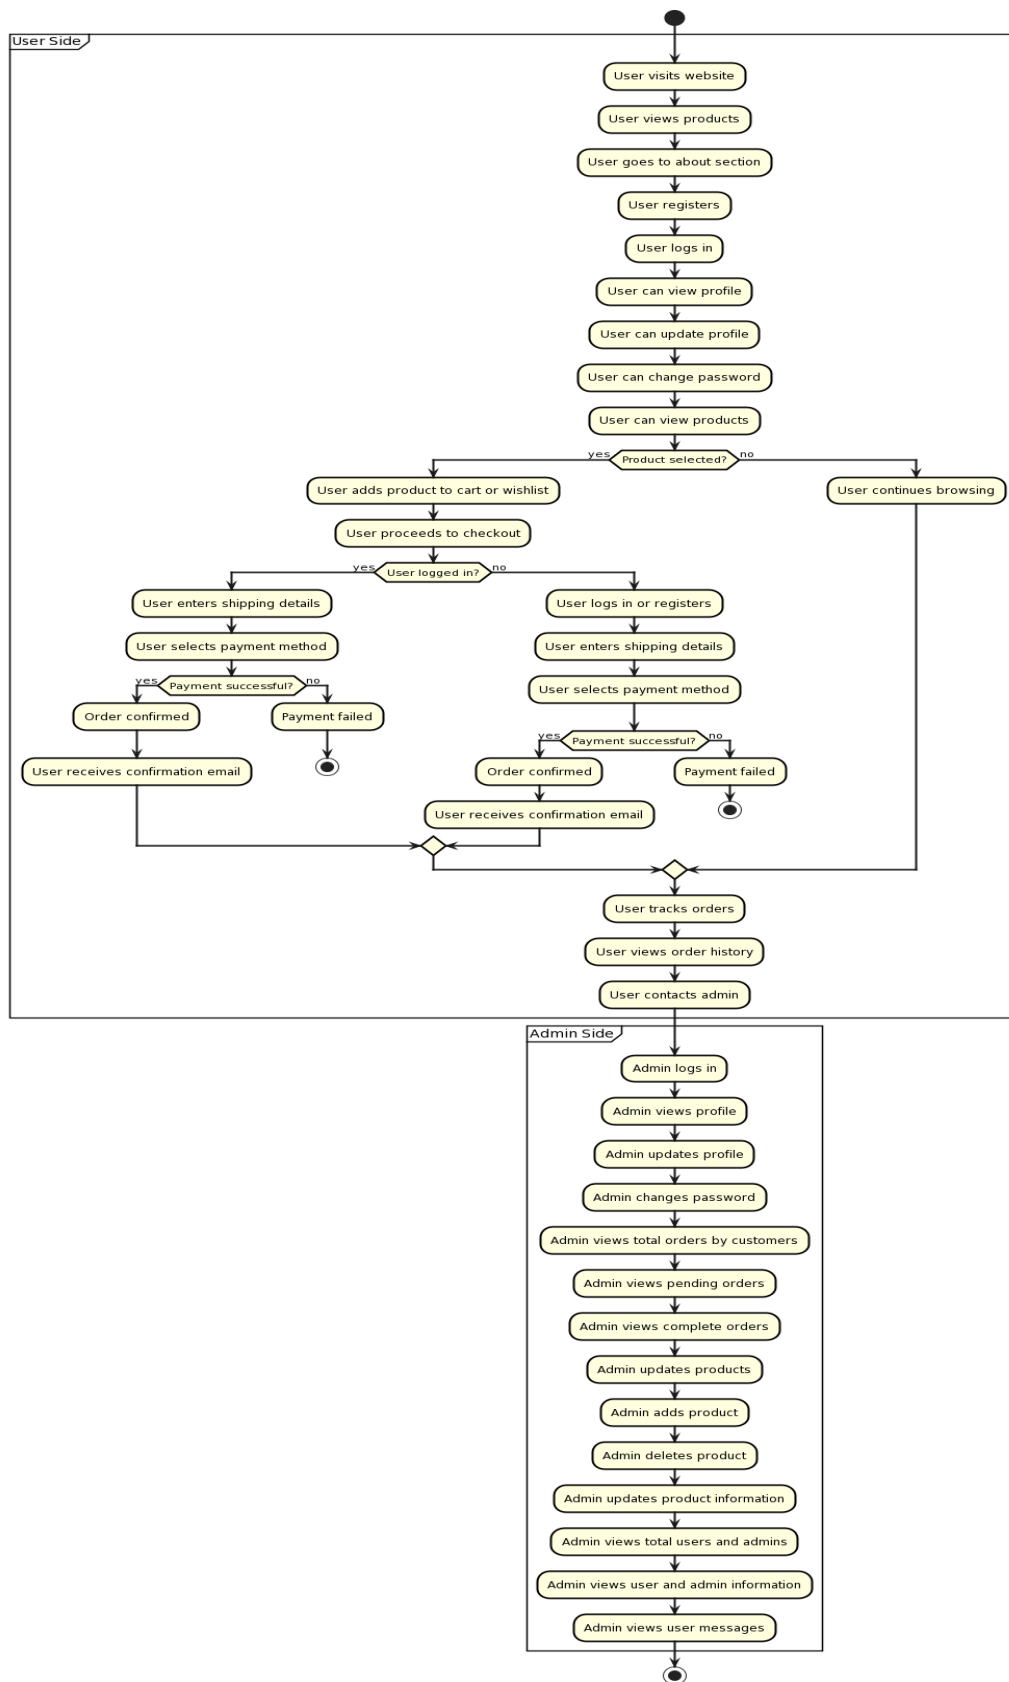 User Side
User visits website
User views products
User goes to about section
User registers
User logs in
User can view profile
User can update profile
User can change password
User can view products
yes
Product selected?
no
User adds product to cart or wishlist
User continues browsing
User proceeds to checkout
yes
User logged in?
no
User enters shipping details
User logs in or registers
User selects payment method
User enters shipping details
yes
Payment successful?
no
User selects payment method
Order confirmed
Payment failed
yes
Payment successful?
no
User receives confirmation email
Order confirmed
Payment failed
User receives confirmation email
User tracks orders
User views order history
User contacts admin
Admin Side
Admin logs in
Admin views profile
Admin updates profile
Admin changes password
Admin views total orders by customers
Admin views pending orders
Admin views complete orders
Admin updates products
Admin adds product
Admin deletes product
Admin updates product information
Admin views total users and admins
Admin views user and admin information
Admin views user messages